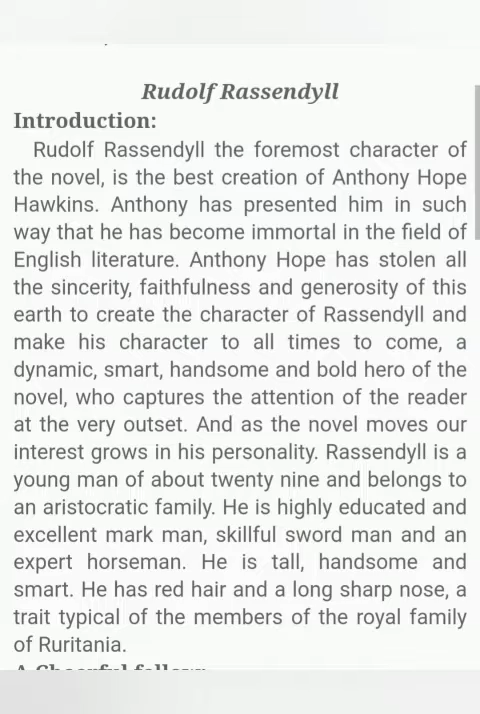 Rudolf Rassendyll
Introduction:
Rudolf Rassendyll the foremost character of
the novel, is the best creation of Anthony Hope
Hawkins. Anthony has presented him in such
way that he has become immortal in the field of
English literature. Anthony Hope has stolen all
the sincerity, faithfulness and generosity of this
earth to create the character of Rassendyll and
make his character to all times to come, a
dynamic, smart, handsome and bold hero of the
novel, who captures the attention of the reader
at the very outset. And as the novel moves our
interest grows in his personality. Rassendyll is a
young man of about twenty nine and belongs to
an aristocratic family. He is highly educated and
excellent mark man, skillful sword man and an
expert horseman. He is tall, handsome and
smart. He has red hair and a long sharp nose, a
trait typical of the members of the royal family
of Ruritania.
A Cheerful fellow: